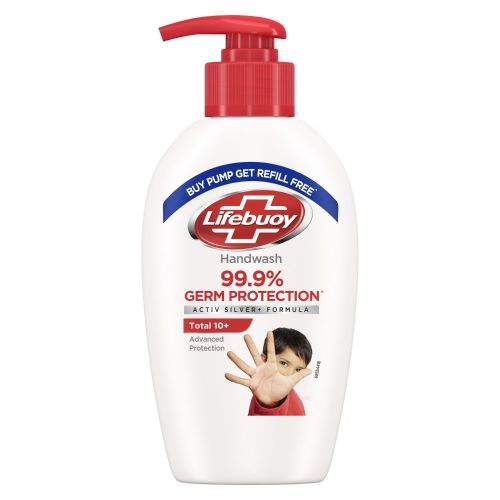 BUY PUMP GET REFILL FREE*
Lifebuoy
Handwash
99.9%
GERM PROTECTION^
ACTIV SILVER+ FORMULA
Total 10+
Advanced
Protection